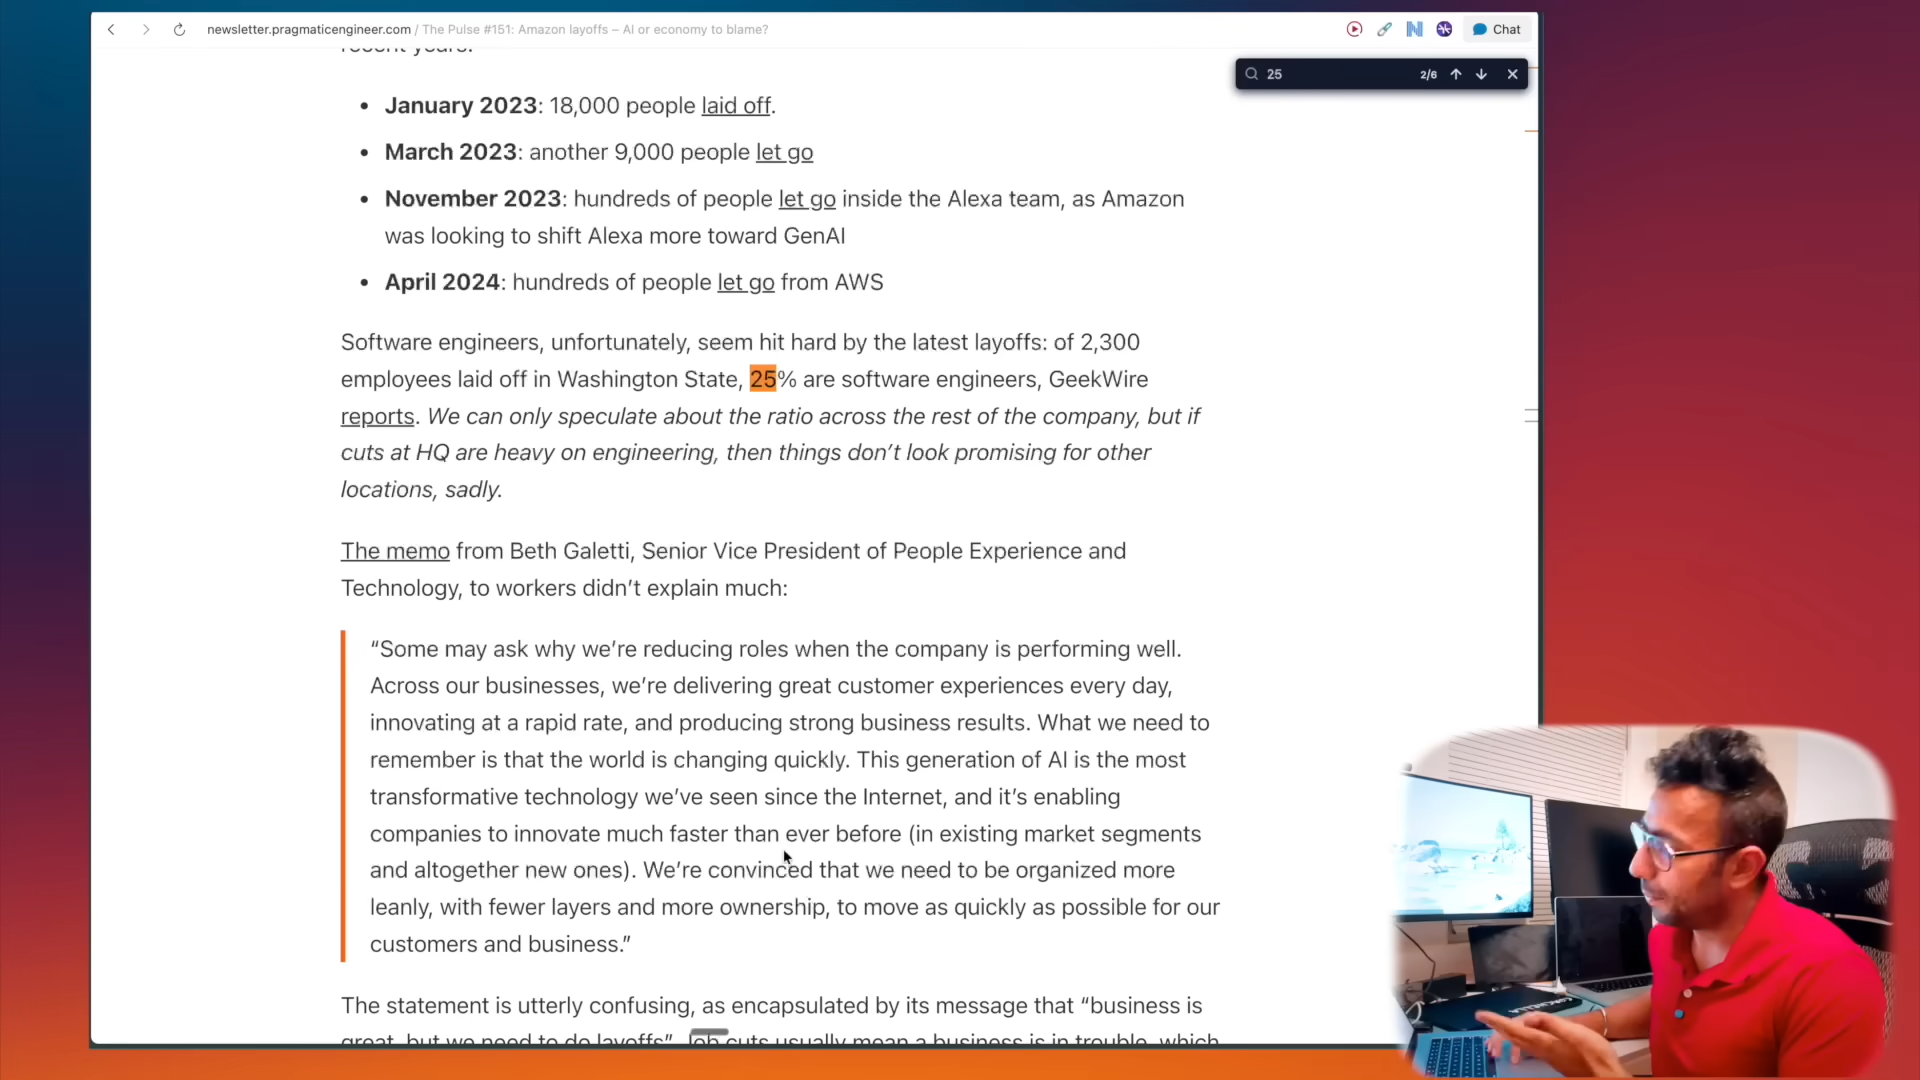 newsletter.pragmaticengineer.com / The Pulse #151: Amazon layoffs – AI or economy to blame?
Chat
25
2/6
recent years:
• January 2023: 18,000 people laid off.
• March 2023: another 9,000 people let go
• November 2023: hundreds of people let go inside the Alexa team, as Amazon
was looking to shift Alexa more toward GenAI
• April 2024: hundreds of people let go from AWS
Software engineers, unfortunately, seem hit hard by the latest layoffs: of 2,300
employees laid off in Washington State, 25% are software engineers, GeekWire
reports. We can only speculate about the ratio across the rest of the company, but if
cuts at HQ are heavy on engineering, then things don’t look promising for other
locations, sadly.
The memo from Beth Galetti, Senior Vice President of People Experience and
Technology, to workers didn’t explain much:
“Some may ask why we’re reducing roles when the company is performing well.
Across our businesses, we’re delivering great customer experiences every day,
innovating at a rapid rate, and producing strong business results. What we need to
remember is that the world is changing quickly. This generation of AI is the most
transformative technology we’ve seen since the Internet, and it’s enabling
companies to innovate much faster than ever before (in existing market segments
and altogether new ones). We’re convinced that we need to be organized more
leanly, with fewer layers and more ownership, to move as quickly as possible for our
customers and business.”
The statement is utterly confusing, as encapsulated by its message that “business is
great, but we need to do layoffs”. Job cuts usually mean a business is in trouble, which